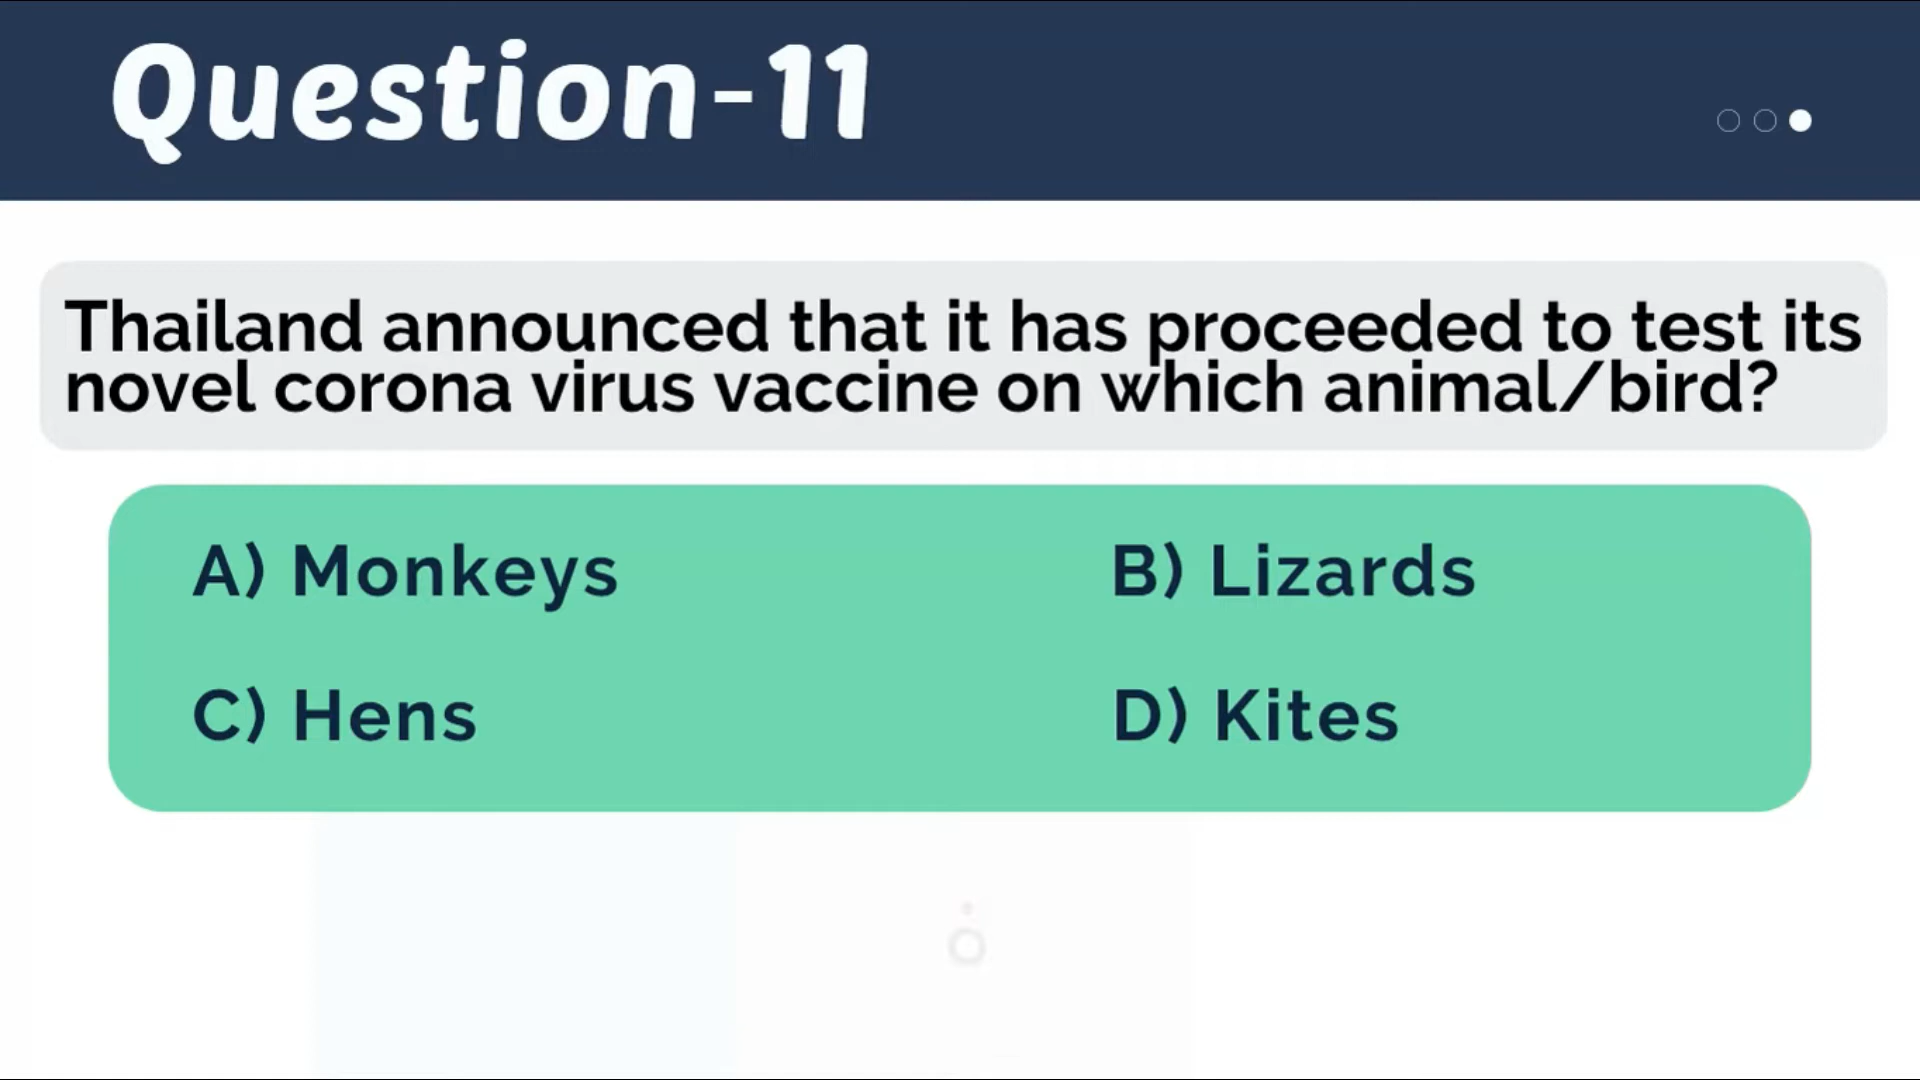 Question-11
Thailand announced that it has proceeded to test its
novel corona virus vaccine on which animal/bird?
A) Monkeys
B) Lizards
C) Hens
D) Kites